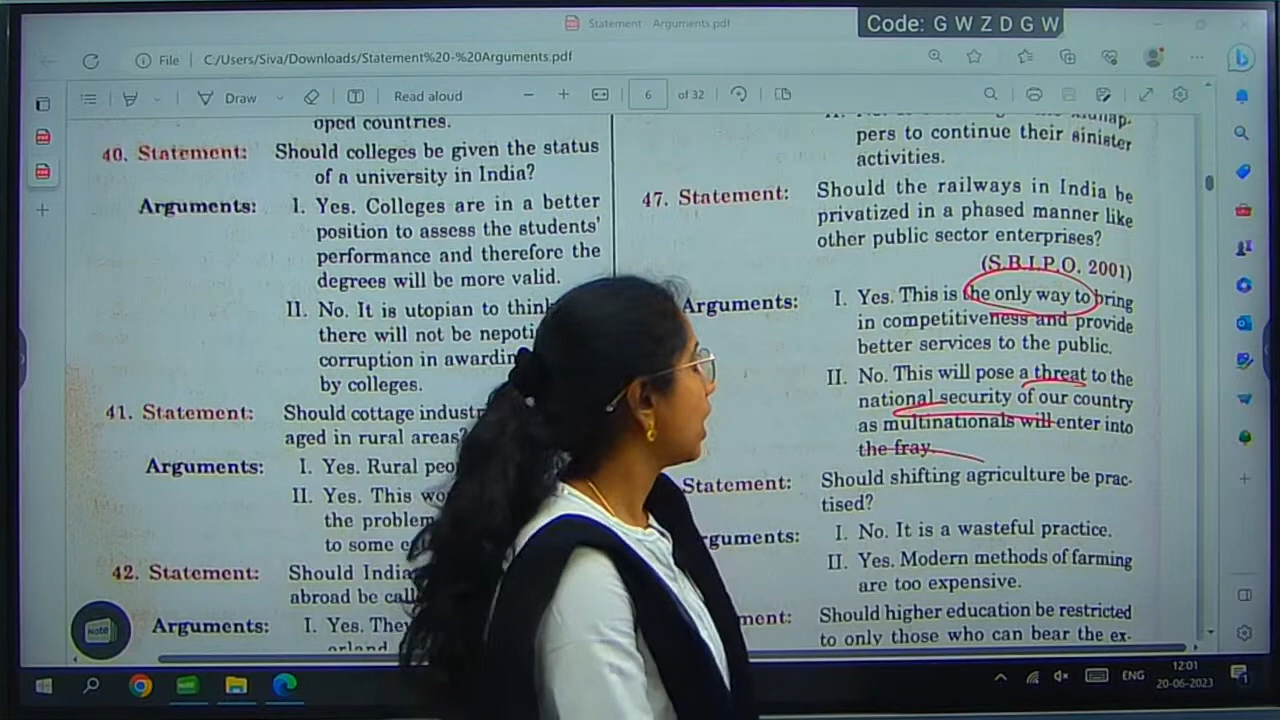 Statement - Arguments.pdf
Code: G W Z D G W
File
C:/Users/Siva/Downloads/Statement%20-%20Arguments.pdf
Draw
Read aloud
6 of 32
oped countries.
40. Statement: Should colleges be given the status
of a university in India?
Arguments: I. Yes. Colleges are in a better
position to assess the students'
performance and therefore the
degrees will be more valid.
II. No. It is utopian to think
there will not be
corruption in
by colleges.
41. Statement: Should cottage
aged in rural areas?
Arguments: I. Yes. Rural
II. Yes. This
the problem
to some
42. Statement: Should
abroad be
Arguments: I. Yes. They
pers to continue their sinister
activities.
47. Statement: Should the railways in India be
privatized in a phased manner like
other public sector enterprises?
(S.B.I.P.O. 2001)
Arguments: I. Yes. This is the only way to bring
in competitiveness and provide
better services to the public.
II. No. This will pose a threat to the
national security of our country
as multinationals will enter into
the fray.
Statement: Should shifting agriculture be prac-
tised?
I. No. It is a wasteful practice.
II. Yes. Modern methods of farming
are too expensive.
Should higher education be restricted
to only those who can bear the ex-
Note
ENG
12:01
20-06-2023